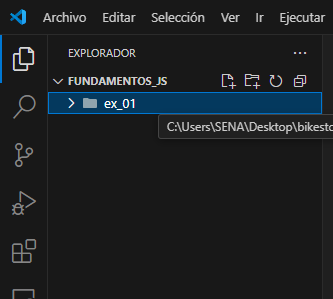 Archivo Editar Selección Ver Ir Ejecutar
EXPLORADOR
FUNDAMENTOS_JS
ex_01
C:\Users\SENA\Desktop\bikesto